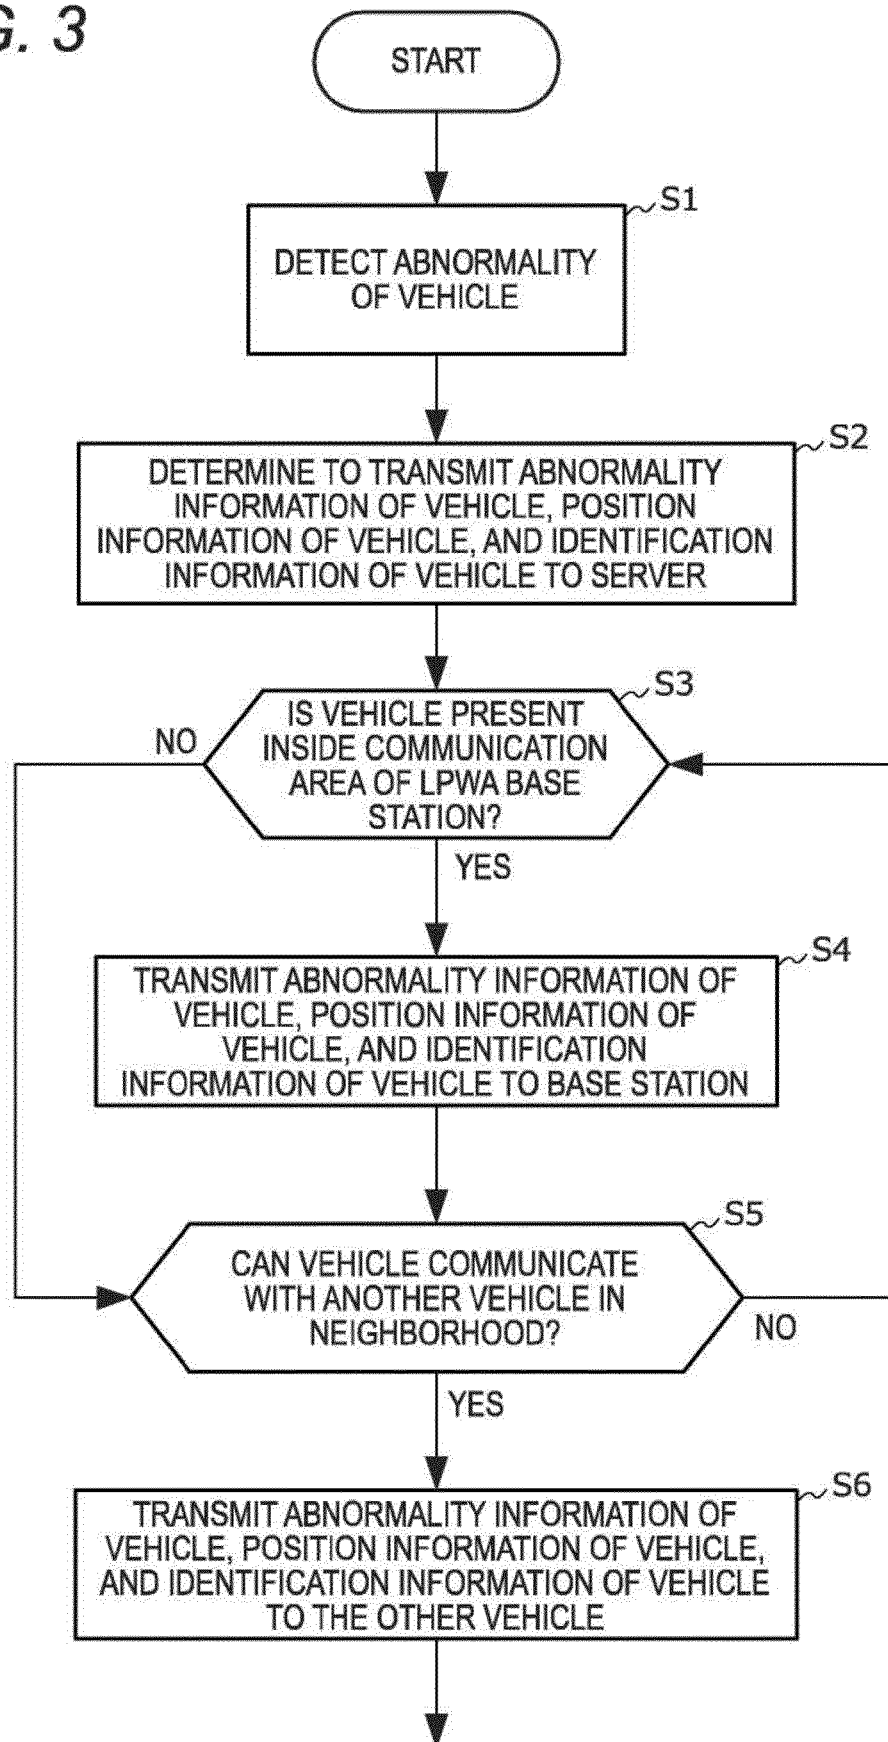 G. 3
START
S1
DETECT ABNORMALITY
OF VEHICLE
S2
DETERMINE TO TRANSMIT ABNORMALITY
INFORMATION OF VEHICLE, POSITION
INFORMATION OF VEHICLE, AND IDENTIFICATION
INFORMATION OF VEHICLE TO SERVER
S3
IS VEHICLE PRESENT
INSIDE COMMUNICATION
AREA OF LPWA BASE
STATION?
NO
YES
S4
TRANSMIT ABNORMALITY INFORMATION OF
VEHICLE, POSITION INFORMATION OF
VEHICLE, AND IDENTIFICATION
INFORMATION OF VEHICLE TO BASE STATION
S5
CAN VEHICLE COMMUNICATE
WITH ANOTHER VEHICLE IN
NEIGHBORHOOD?
NO
YES
S6
TRANSMIT ABNORMALITY INFORMATION OF
VEHICLE, POSITION INFORMATION OF VEHICLE,
AND IDENTIFICATION INFORMATION OF VEHICLE
TO THE OTHER VEHICLE